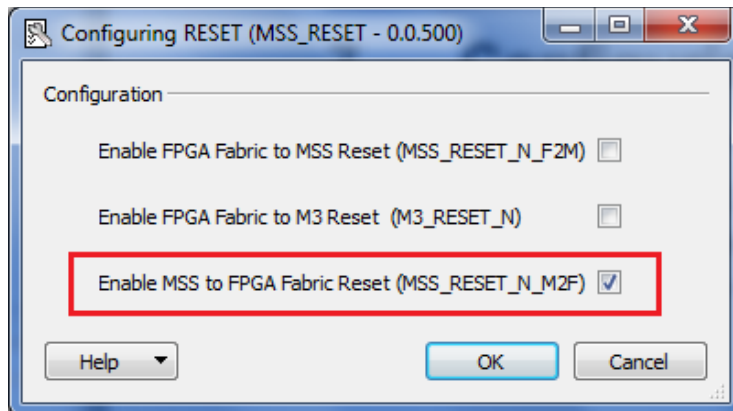 Configuring RESET (MSS_RESET - 0.0.500)
Configuration
Enable FPGA Fabric to MSS Reset (MSS_RESET_N_F2M)
Enable FPGA Fabric to M3 Reset (M3_RESET_N)
Enable MSS to FPGA Fabric Reset (MSS_RESET_N_M2F)
Help OK Cancel